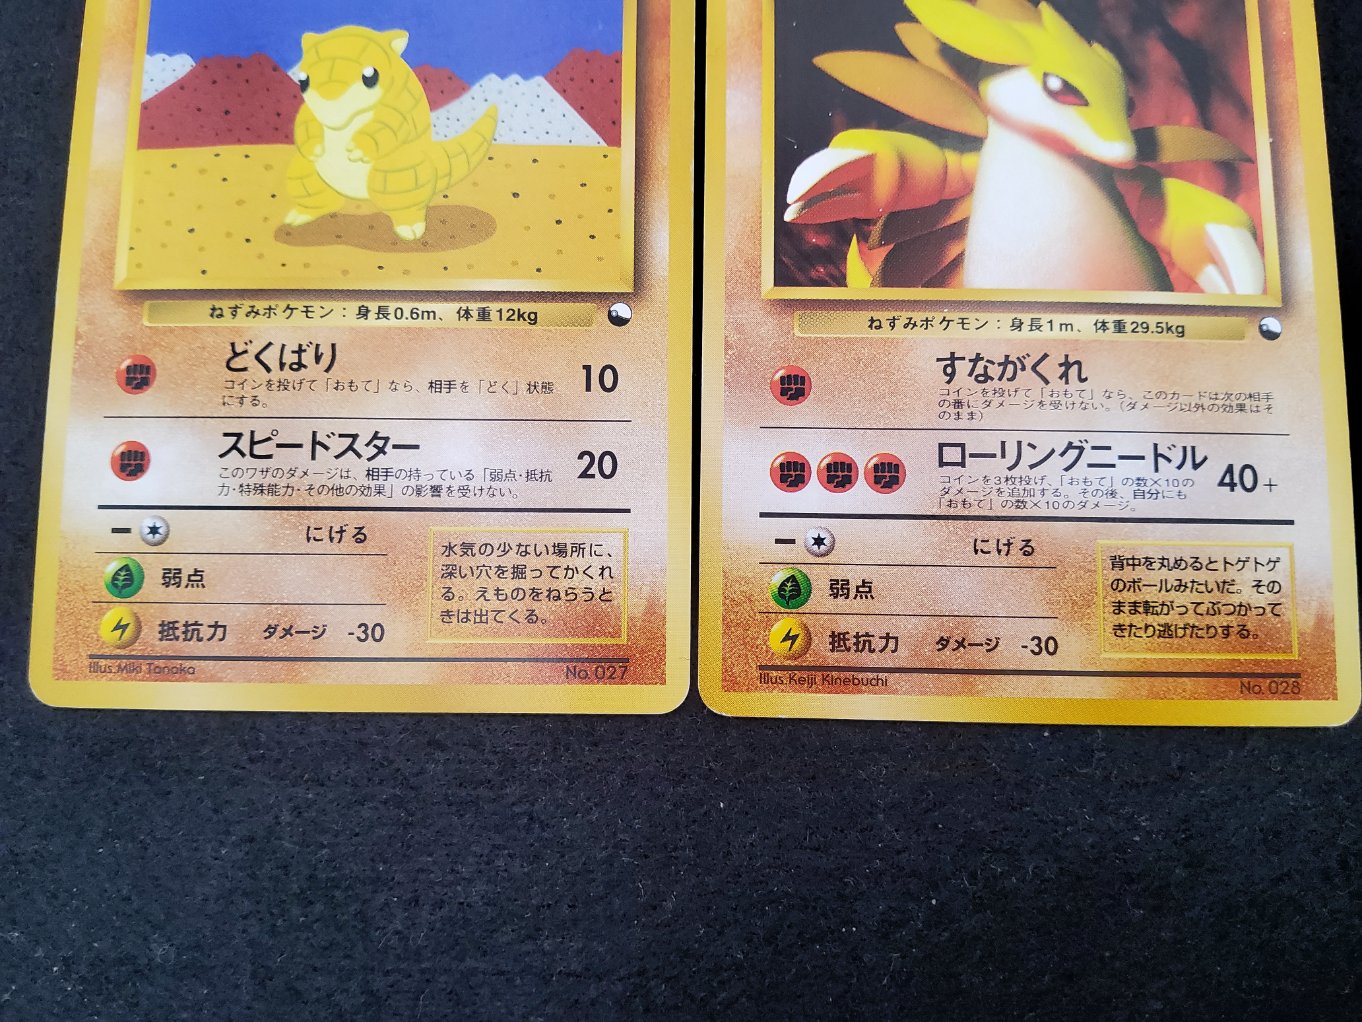 ねずみポケモン：身長0.6m、体重12kg
どくばり
コインを投げて「おもて」なら、相手を「どく」状態
にする。
10
スピードスター
このワザのダメージは、相手の持っている「弱点・抵抗
力・特殊能力・その他の効果」の影響を受けない。
20
にげる
弱点
抵抗力 ダメージ -30
水気の少ない場所に、
深い穴を掘ってかくれ
る。えものをねらうと
きは出てくる。
Illus.Miki Tanaka
No. 027
ねずみポケモン：身長1m、体重29.5kg
すながくれ
コインを投げて「おもて」なら、このカードは次の相手
の番にダメージを受けない。（ダメージ以外の効果はそ
のまま）
ローリングニードル
コインを3枚投げ、「おもて」の数×10の
ダメージを追加する。その後、自分にも
「おもて」の数×10のダメージ。
40+
にげる
弱点
抵抗力 ダメージ -30
背中を丸めるとトゲトゲ
のボールみたいだ。その
まま転がってぶつかって
きたり逃げたりする。
Illus.Keiji Kinebuchi
No. 028